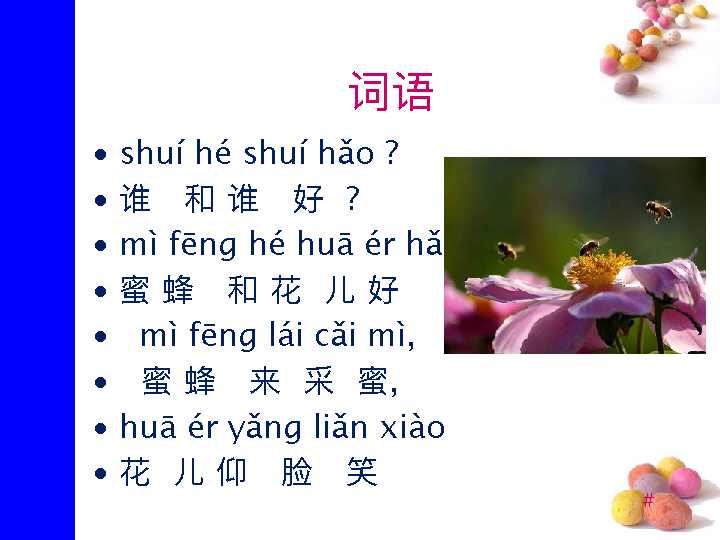 词语
• shuí hé shuí hǎo ?
• 谁 和 谁 好 ?
• mì fēng hé huā ér hǎ
• 蜜 蜂 和 花 儿 好
• mì fēng lái cǎi mì,
• 蜜 蜂 来 采 蜜,
• huā ér yǎng liǎn xiào
• 花 儿 仰 脸 笑
#